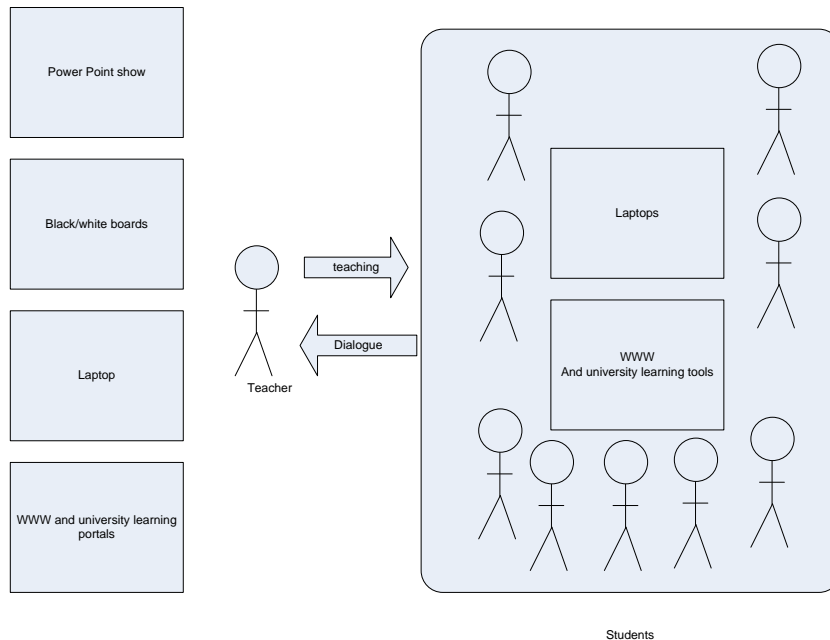 Power Point show
Black/white boards
Laptop
WWW and university learning
portals
teaching
Dialogue
Teacher
Laptops
WWW
And university learning tools
Students